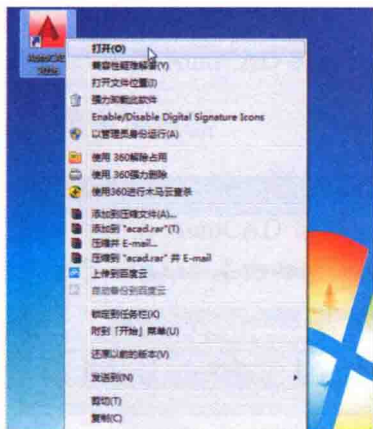 AutoCAD
打开(O)
兼容性疑难解答(Y)
打开文件位置(I)
强力卸载此软件
Enable/Disable Digital Signature Icons
以管理员身份运行(A)
使用 360解除占用
使用 360强力删除
使用360进行木马云查杀
添加到压缩文件(A)...
添加到 "acad.rar"(T)
压缩并 E-mail...
压缩到 "acad.rar" 并 E-mail
上传到百度云
自动备份到百度云
锁定到任务栏(K)
附到「开始」菜单(U)
还原以前的版本(V)
发送到(N)
剪切(T)
复制(C)